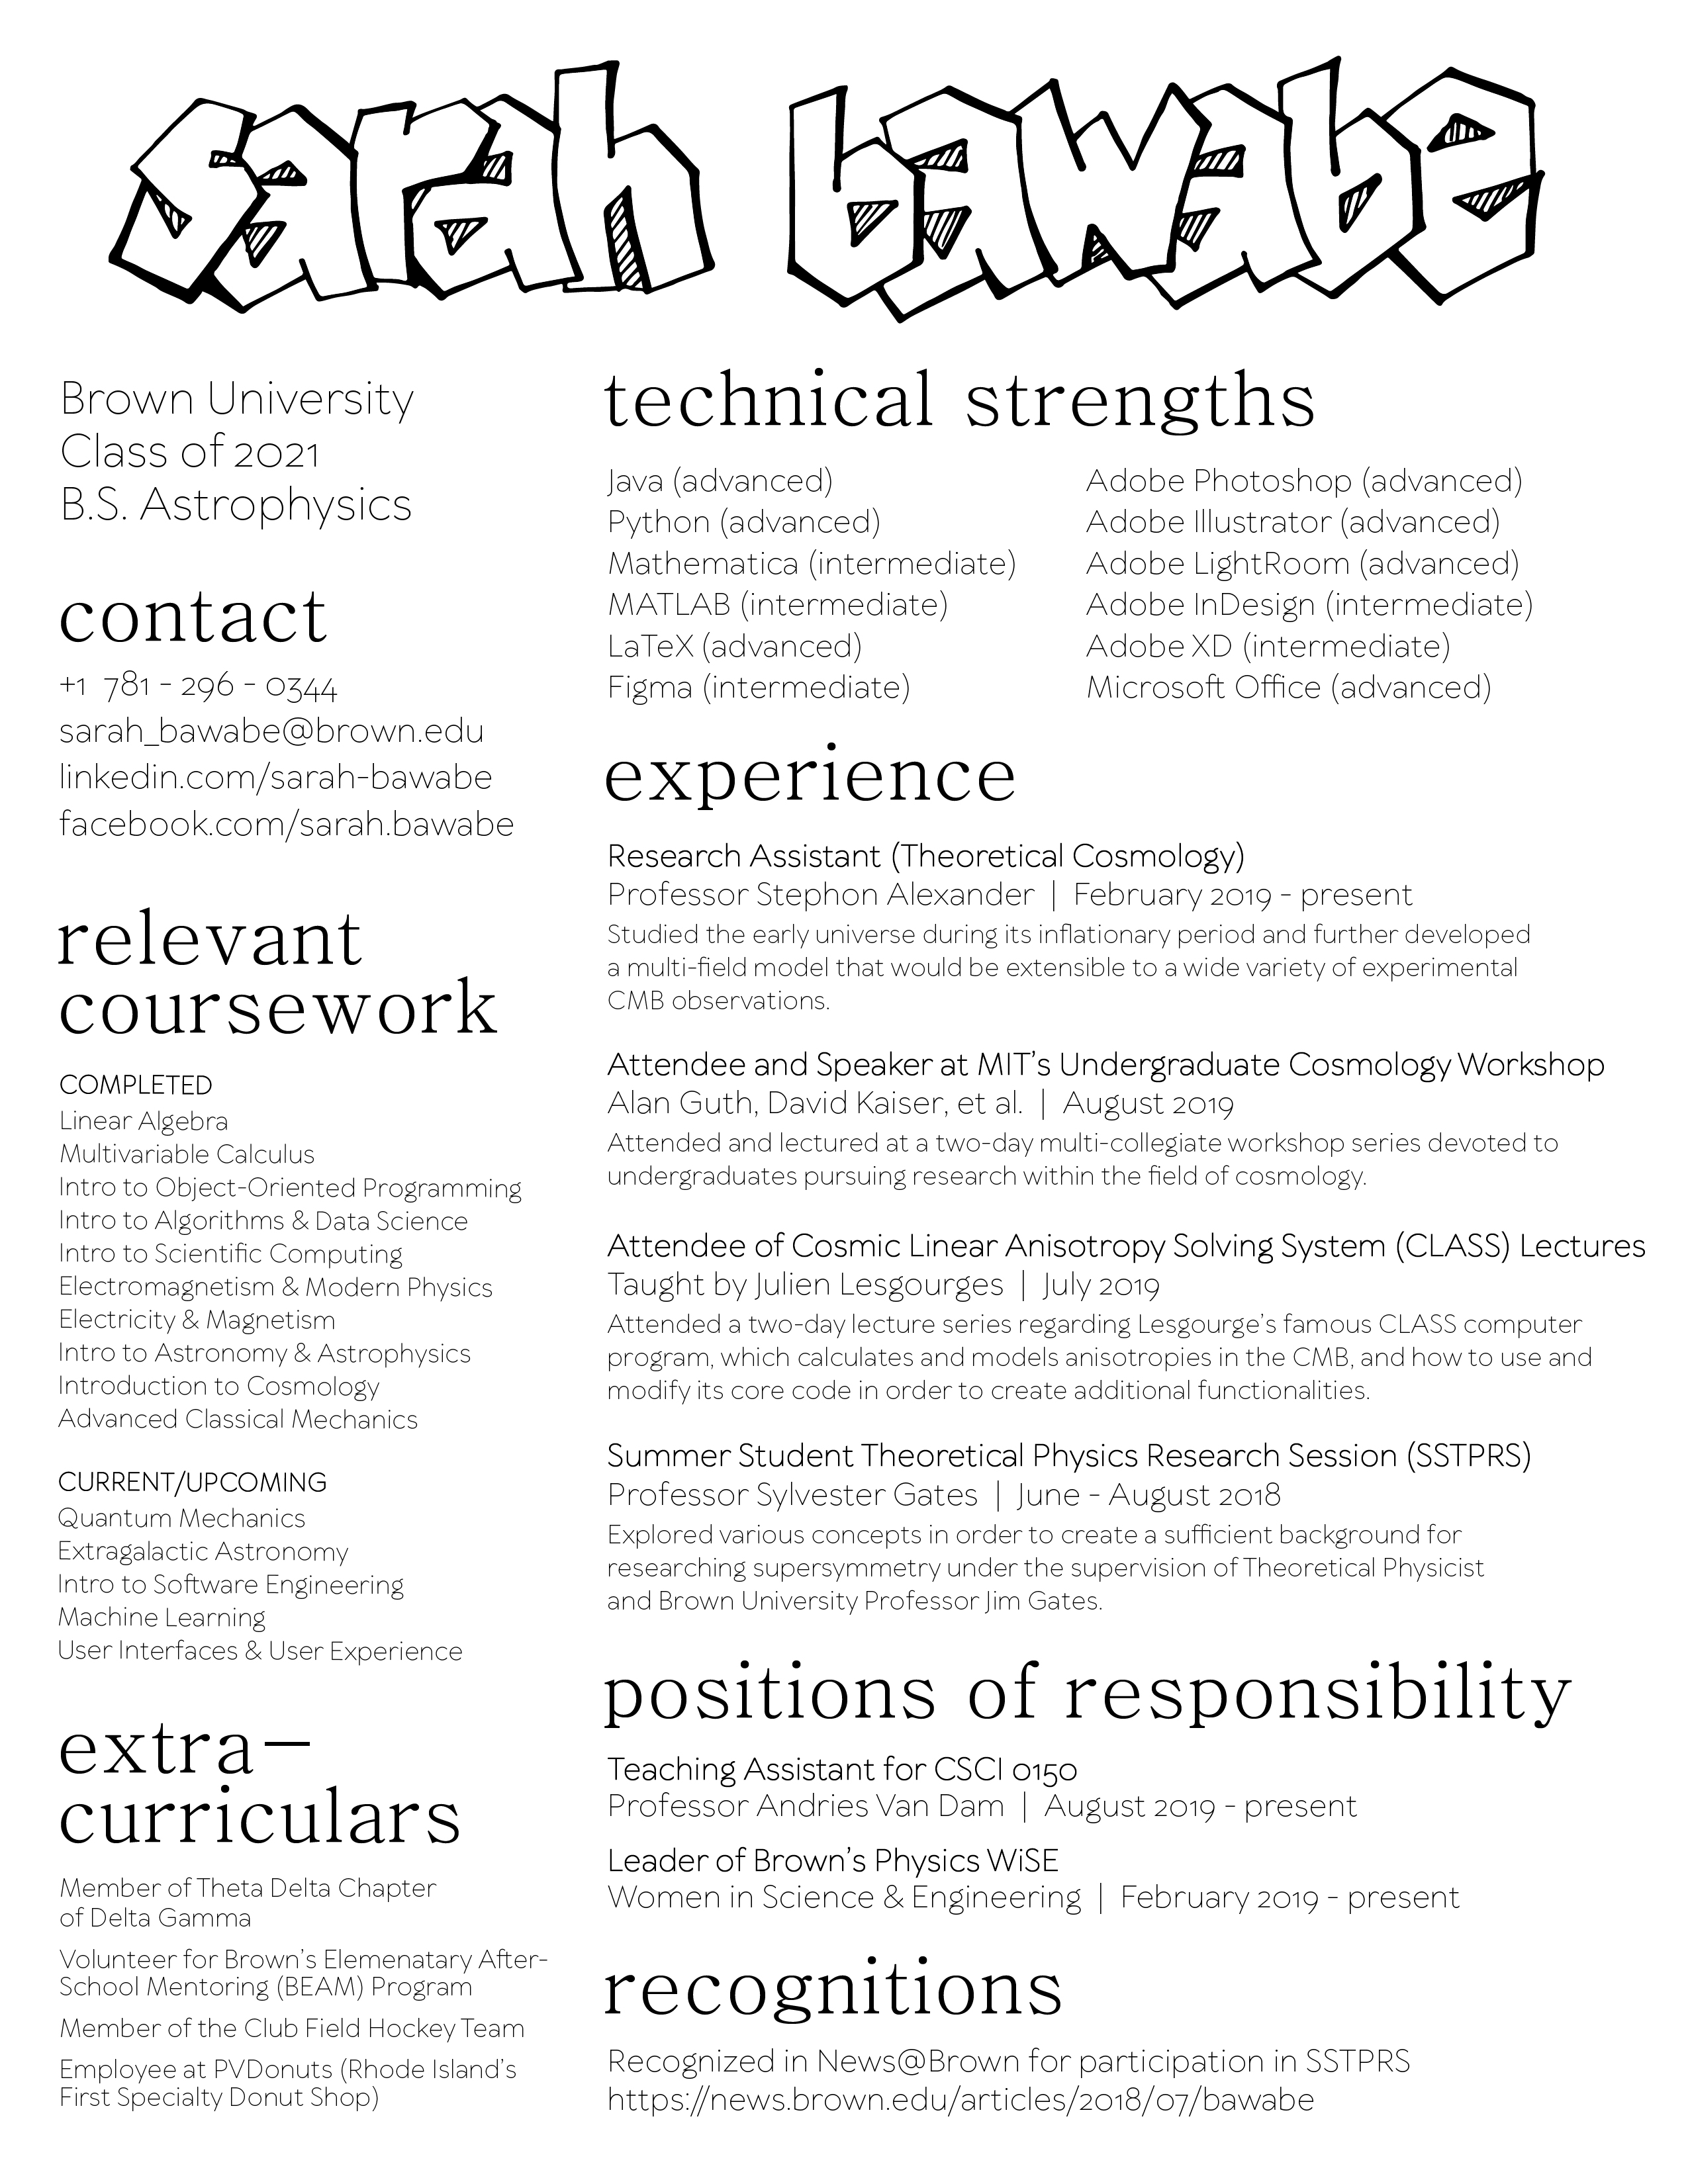 sarah bawabe
Brown University
Class of 2021
B.S. Astrophysics
contact
+1 781 - 296 - 0344
sarah_bawabe@brown.edu
linkedin.com/sarah-bawabe
facebook.com/sarah.bawabe
relevant
coursework
COMPLETED
Linear Algebra
Multivariable Calculus
Intro to Object-Oriented Programming
Intro to Algorithms & Data Science
Intro to Scientific Computing
Electromagnetism & Modern Physics
Electricity & Magnetism
Intro to Astronomy & Astrophysics
Introduction to Cosmology
Advanced Classical Mechanics
CURRENT/UPCOMING
Quantum Mechanics
Extragalactic Astronomy
Intro to Software Engineering
Machine Learning
User Interfaces & User Experience
extra-
curriculars
Member of Theta Delta Chapter
of Delta Gamma
Volunteer for Brown's Elemenatary After-
School Mentoring (BEAM) Program
Member of the Club Field Hockey Team
Employee at PVDonuts (Rhode Island's
First Specialty Donut Shop)
technical strengths
Java (advanced)
Python (advanced)
Mathematica (intermediate)
MATLAB (intermediate)
LaTeX (advanced)
Figma (intermediate)
Adobe Photoshop (advanced)
Adobe Illustrator (advanced)
Adobe LightRoom (advanced)
Adobe InDesign (intermediate)
Adobe XD (intermediate)
Microsoft Office (advanced)
experience
Research Assistant (Theoretical Cosmology)
Professor Stephon Alexander | February 2019 - present
Studied the early universe during its inflationary period and further developed
a multi-field model that would be extensible to a wide variety of experimental
CMB observations.
Attendee and Speaker at MIT's Undergraduate Cosmology Workshop
Alan Guth, David Kaiser, et al. | August 2019
Attended and lectured at a two-day multi-collegiate workshop series devoted to
undergraduates pursuing research within the field of cosmology.
Attendee of Cosmic Linear Anisotropy Solving System (CLASS) Lectures
Taught by Julien Lesgourges | July 2019
Attended a two-day lecture series regarding Lesgourge's famous CLASS computer
program, which calculates and models anisotropies in the CMB, and how to use and
modify its core code in order to create additional functionalities.
Summer Student Theoretical Physics Research Session (SSTPRS)
Professor Sylvester Gates | June - August 2018
Explored various concepts in order to create a sufficient background for
researching supersymmetry under the supervision of Theoretical Physicist
and Brown University Professor Jim Gates.
positions of responsibility
Teaching Assistant for CSCI 0150
Professor Andries Van Dam | August 2019 - present
Leader of Brown's Physics WiSE
Women in Science & Engineering | February 2019 - present
recognitions
Recognized in News@Brown for participation in SSTPRS
https://news.brown.edu/articles/2018/07/bawabe